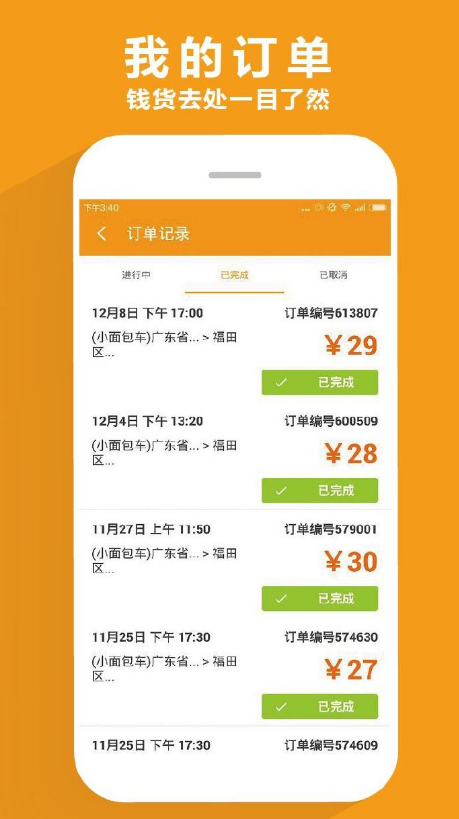 我的订单
钱货去处一目了然
下午3:40
订单记录
进行中 已完成 已取消
12月8日 下午 17:00 订单编号613807
(小面包车)广东省... > 福田
区...
￥29
已完成
12月4日 下午 13:20 订单编号600509
(小面包车)广东省... > 福田
区...
￥28
已完成
11月27日 上午 11:50 订单编号579001
(小面包车)广东省... > 福田
区...
￥30
已完成
11月25日 下午 17:30 订单编号574630
(小面包车)广东省... > 福田
区...
￥27
已完成
11月25日 下午 17:30 订单编号574609